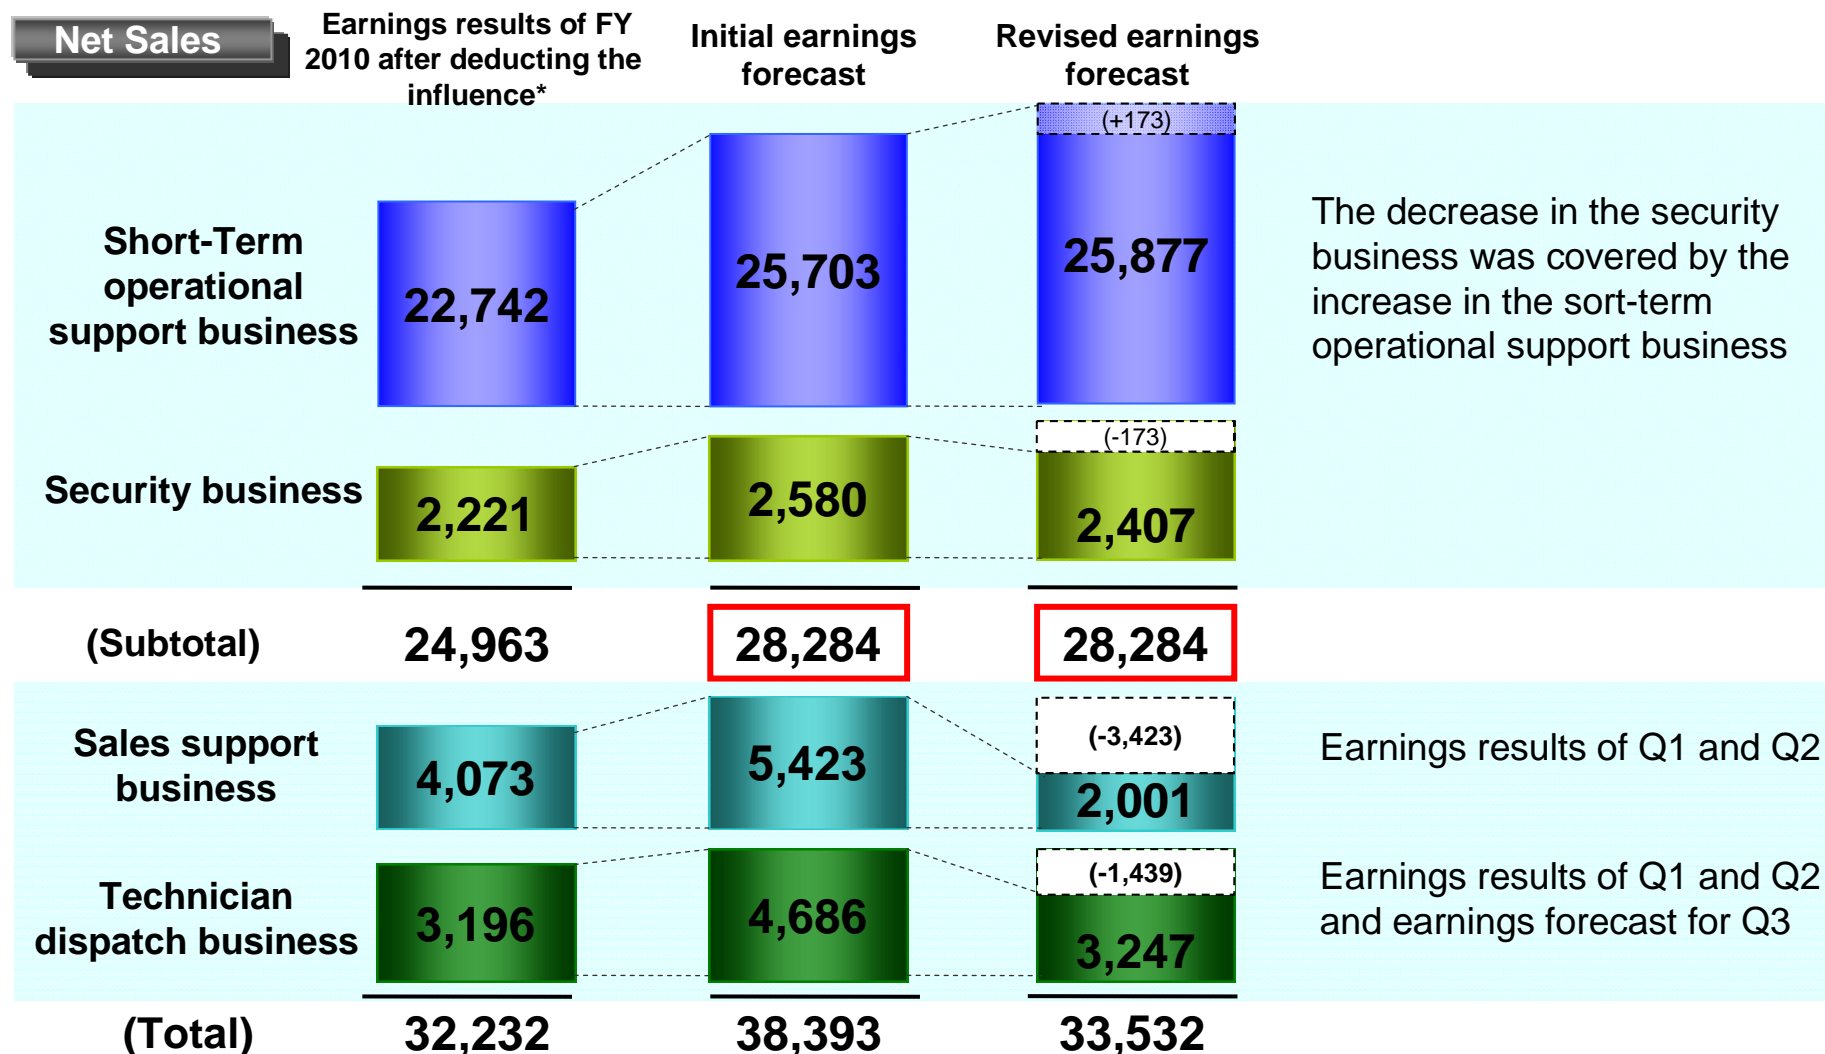 Net Sales
Earnings results of FY
2010 after deducting the
influence*
Initial earnings
forecast
Revised earnings
forecast
Short-Term
operational
support business
22,742
25,703
(+173)
25,877
The decrease in the security
business was covered by the
increase in the sort-term
operational support business
Security business
2,221
2,580
(-173)
2,407
(Subtotal)
24,963
28,284
28,284
Sales support
business
4,073
5,423
(-3,423)
2,001
Earnings results of Q1 and Q2
Technician
dispatch business
3,196
4,686
(-1,439)
3,247
Earnings results of Q1 and Q2
and earnings forecast for Q3
(Total)
32,232
38,393
33,532